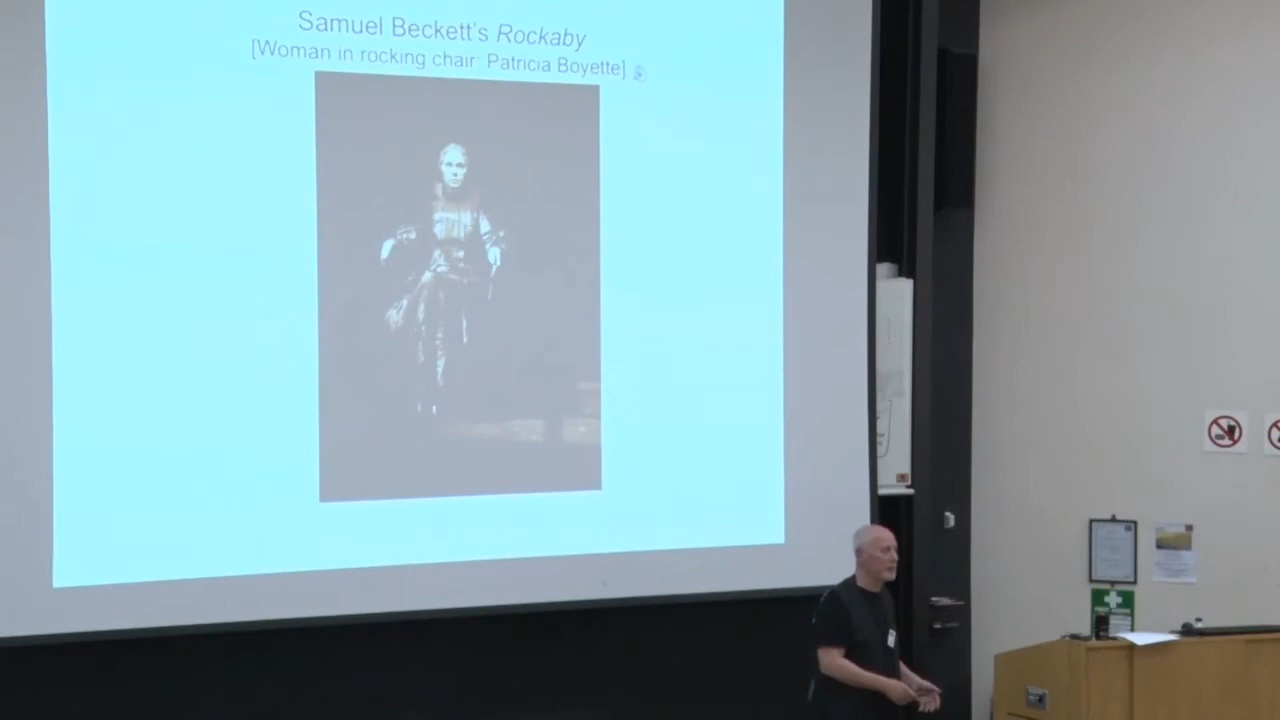 Samuel Beckett's Rockaby
[Woman in rocking chair: Patricia Boyette]